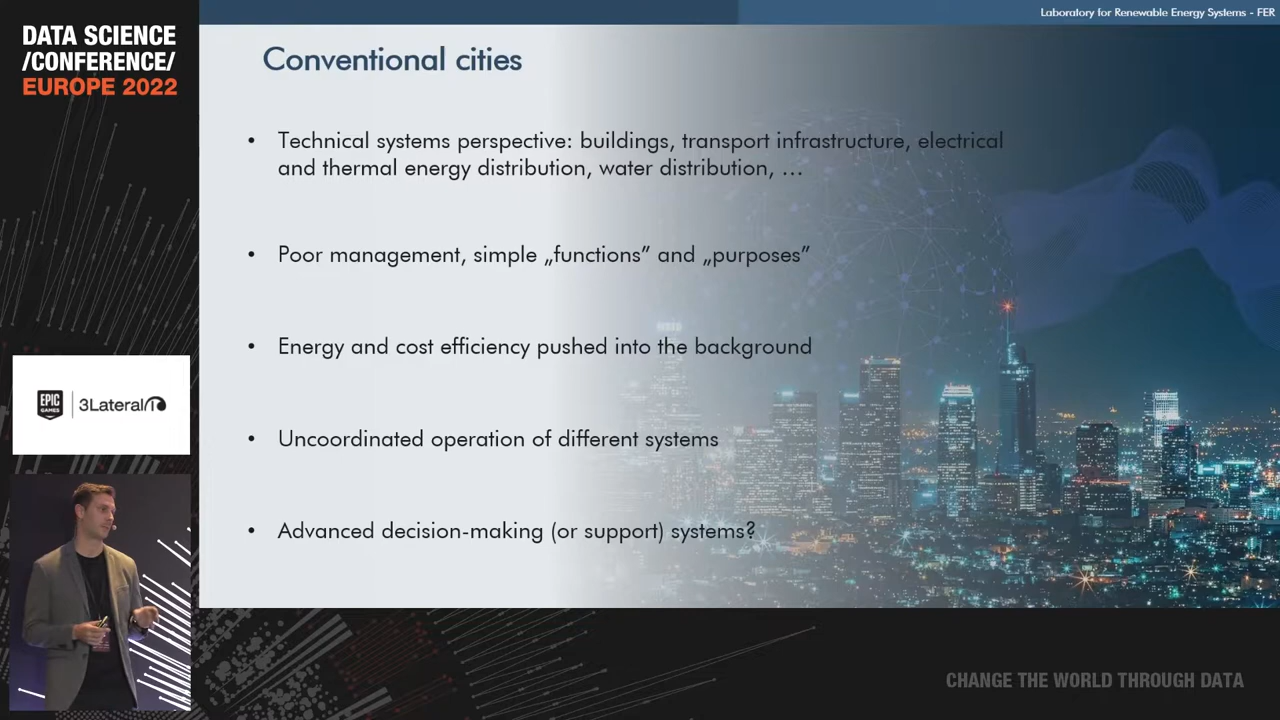 DATA SCIENCE
/CONFERENCE/
EUROPE 2022
Laboratory for Renewable Energy Systems - FER
Conventional cities
• Technical systems perspective: buildings, transport infrastructure, electrical
and thermal energy distribution, water distribution, …
• Poor management, simple „functions” and „purposes”
• Energy and cost efficiency pushed into the background
• Uncoordinated operation of different systems
• Advanced decision-making (or support) systems?
EPIC
GAMES
3Lateral
CHANGE THE WORLD THROUGH DATA